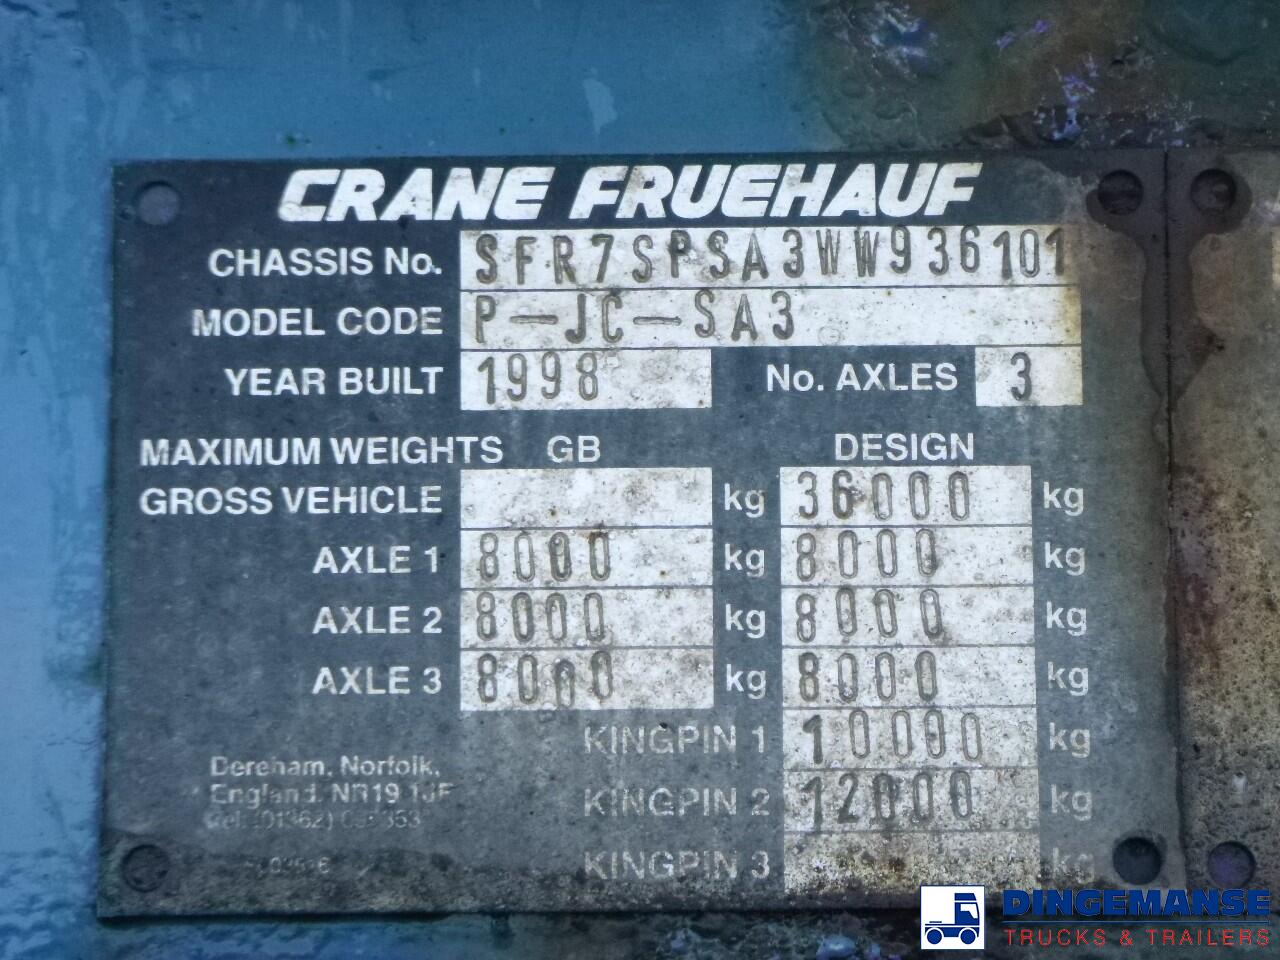 CRANE FRUEHAUF
CHASSIS No. SFR7SPSA3WW936101
MODEL CODE P-JC-SA3
YEAR BUILT 1998 No. AXLES 3
MAXIMUM WEIGHTS GB DESIGN
GROSS VEHICLE kg 36000 kg
AXLE 1 8000 kg 8000 kg
AXLE 2 8000 kg 8000 kg
AXLE 3 8000 kg 8000 kg
KINGPIN 1 10000 kg
KINGPIN 2 12000 kg
KINGPIN 3 kg
Dereham, Norfolk,
England. NR19
DINGEMANSE
TRUCKS & TRAILERS